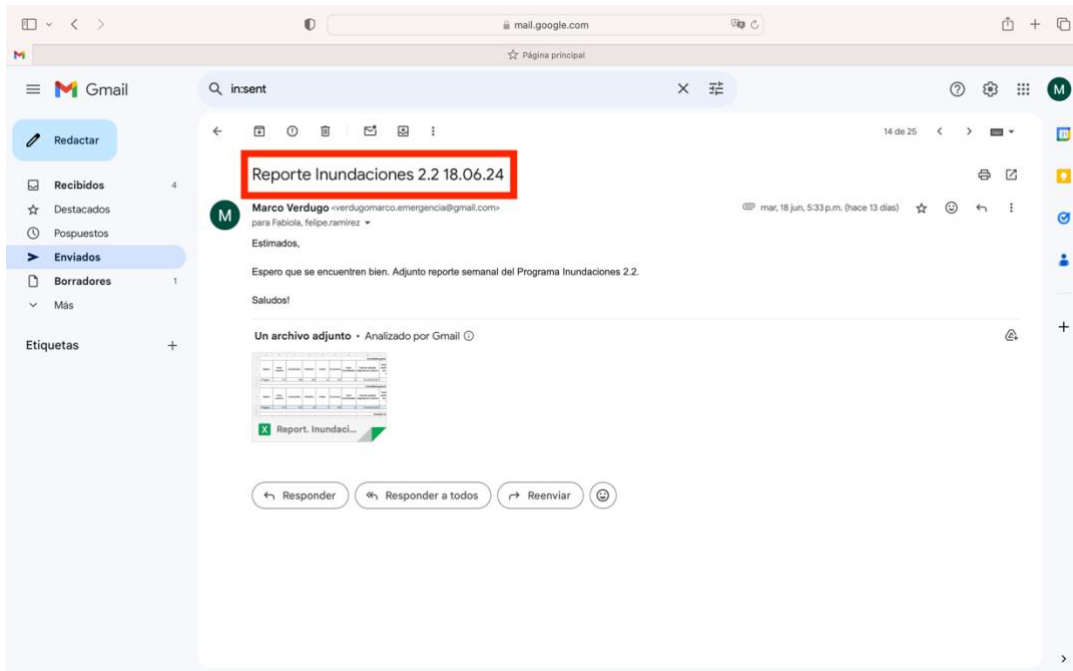 mail.google.com
Página principal
Gmail
in:sent
M
Redactar
14 de 25
Reporte Inundaciones 2.2 18.06.24
Recibidos 4
Destacados
Pospuestos
Enviados
Borradores 1
Más
Etiquetas
M
Marco Verdugo <verdugomarco.emergencia@gmail.com>
mar, 18 jun, 5:33 p.m. (hace 13 días)
para Fabiola, felipe.ramirez
Estimados,
Espero que se encuentren bien. Adjunto reporte semanal del Programa Inundaciones 2.2.
Saludos!
Un archivo adjunto • Analizado por Gmail
Report. Inundaci...
Responder
Responder a todos
Reenviar